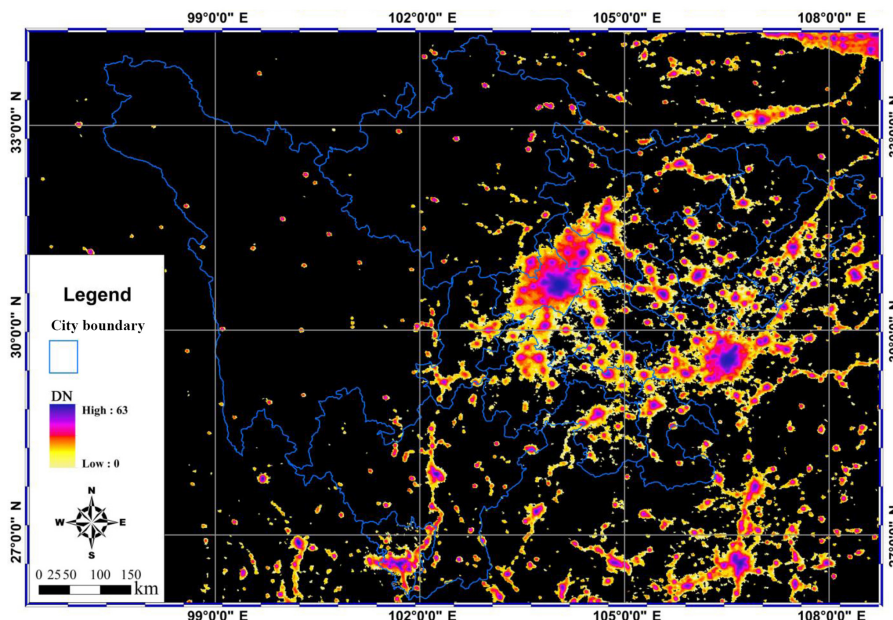 99°0'0" E 102°0'0" E 105°0'0" E 108°0'0" E
33°0'0" N
30°0'0" N
27°0'0" N
Legend
City boundary
DN
High : 63
Low : 0
N
W E
S
0 25 50 100 150
km
99°0'0" E 102°0'0" E 105°0'0" E 108°0'0" E